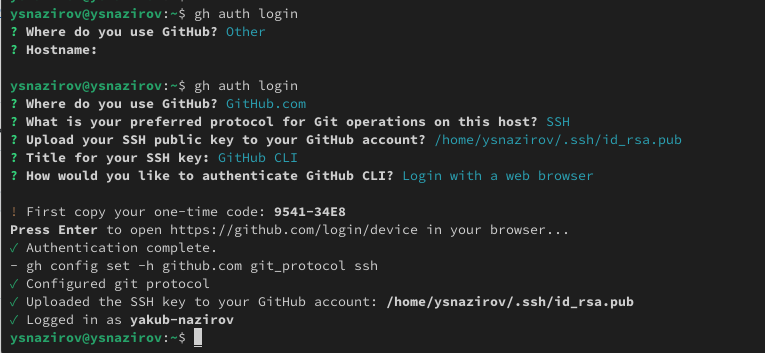 ysnazirov@ysnazirov:~$ gh auth login
? Where do you use GitHub? Other
? Hostname:
ysnazirov@ysnazirov:~$ gh auth login
? Where do you use GitHub? GitHub.com
? What is your preferred protocol for Git operations on this host? SSH
? Upload your SSH public key to your GitHub account? /home/ysnazirov/.ssh/id_rsa.pub
? Title for your SSH key: GitHub CLI
? How would you like to authenticate GitHub CLI? Login with a web browser
! First copy your one-time code: 9541-34E8
Press Enter to open https://github.com/login/device in your browser...
✓ Authentication complete.
- gh config set -h github.com git_protocol ssh
✓ Configured git protocol
✓ Uploaded the SSH key to your GitHub account: /home/ysnazirov/.ssh/id_rsa.pub
✓ Logged in as yakub-nazirov
ysnazirov@ysnazirov:~$